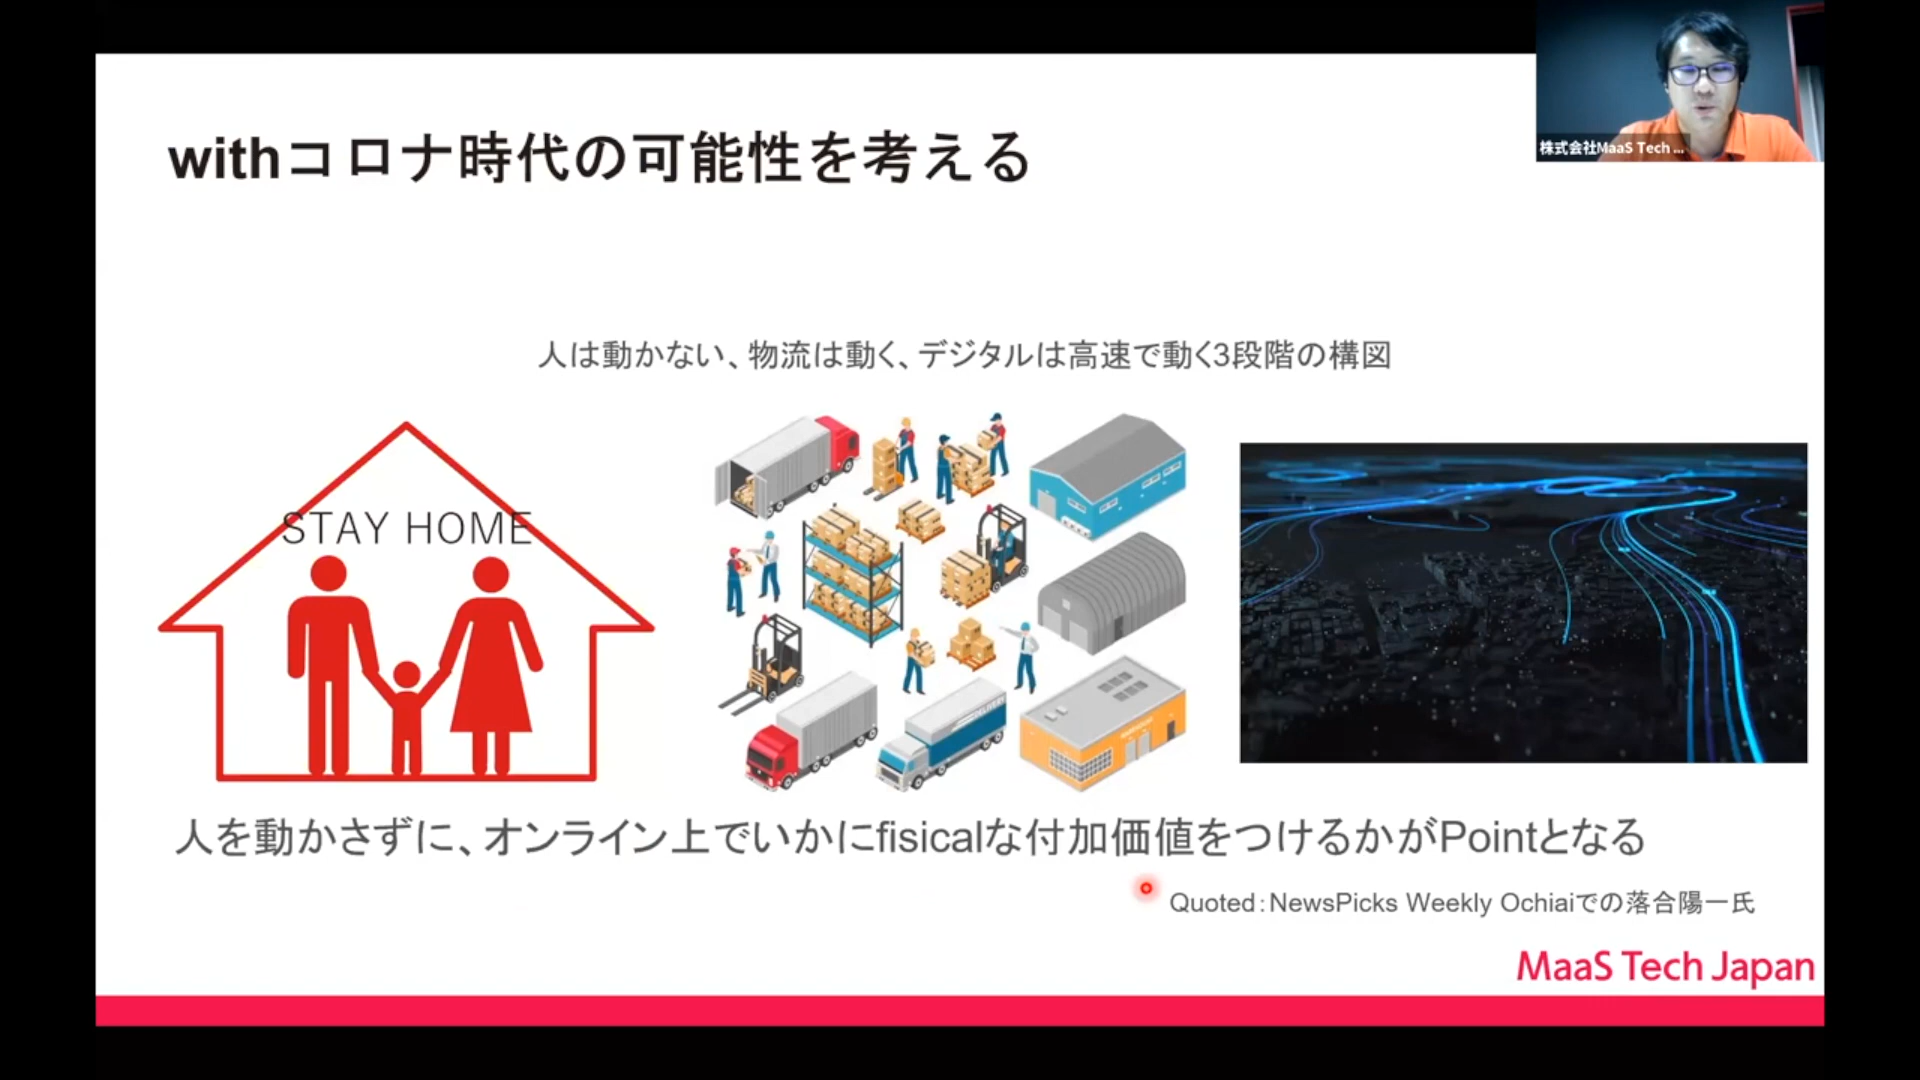 withコロナ時代の可能性を考える
株式会社MaaS Tech ...
人は動かない、物流は動く、デジタルは高速で動く3段階の構図
STAY HOME
人を動かさずに、オンライン上でいかにfisicalな付加価値をつけるかがPointとなる
Quoted：NewsPicks Weekly Ochiaiでの落合陽一氏
MaaS Tech Japan